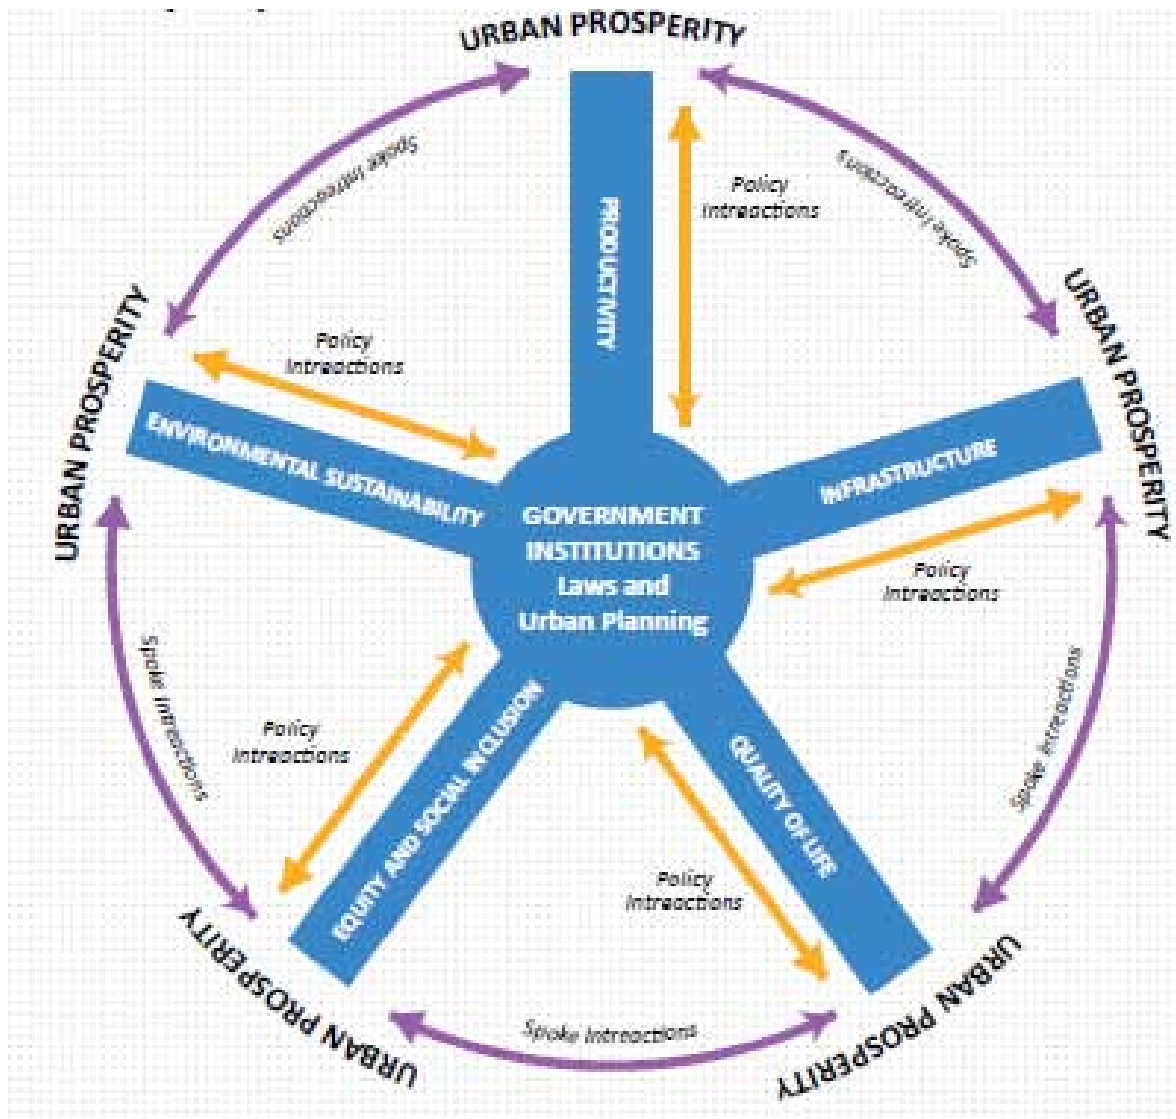 URBAN PROSPERITY
Spoke Intreactions
Policy
Intreactions
Spoke Intreactions
PRODUCTIVITY
URBAN PROSPERITY
Policy
Intreactions
URBAN PROSPERITY
ENVIRONMENTAL SUSTAINABILITY
INFRASTRUCTURE
GOVERNMENT
INSTITUTIONS
Laws and
Urban Planning
Policy
Intreactions
Spoke Intreactions
Policy
Intreactions
EQUITY AND SOCIAL INCLUSION
QUALITY OF LIFE
Spoke Intreactions
Policy
Intreactions
URBAN PROSPERITY
Spoke Intreactions
URBAN PROSPERITY